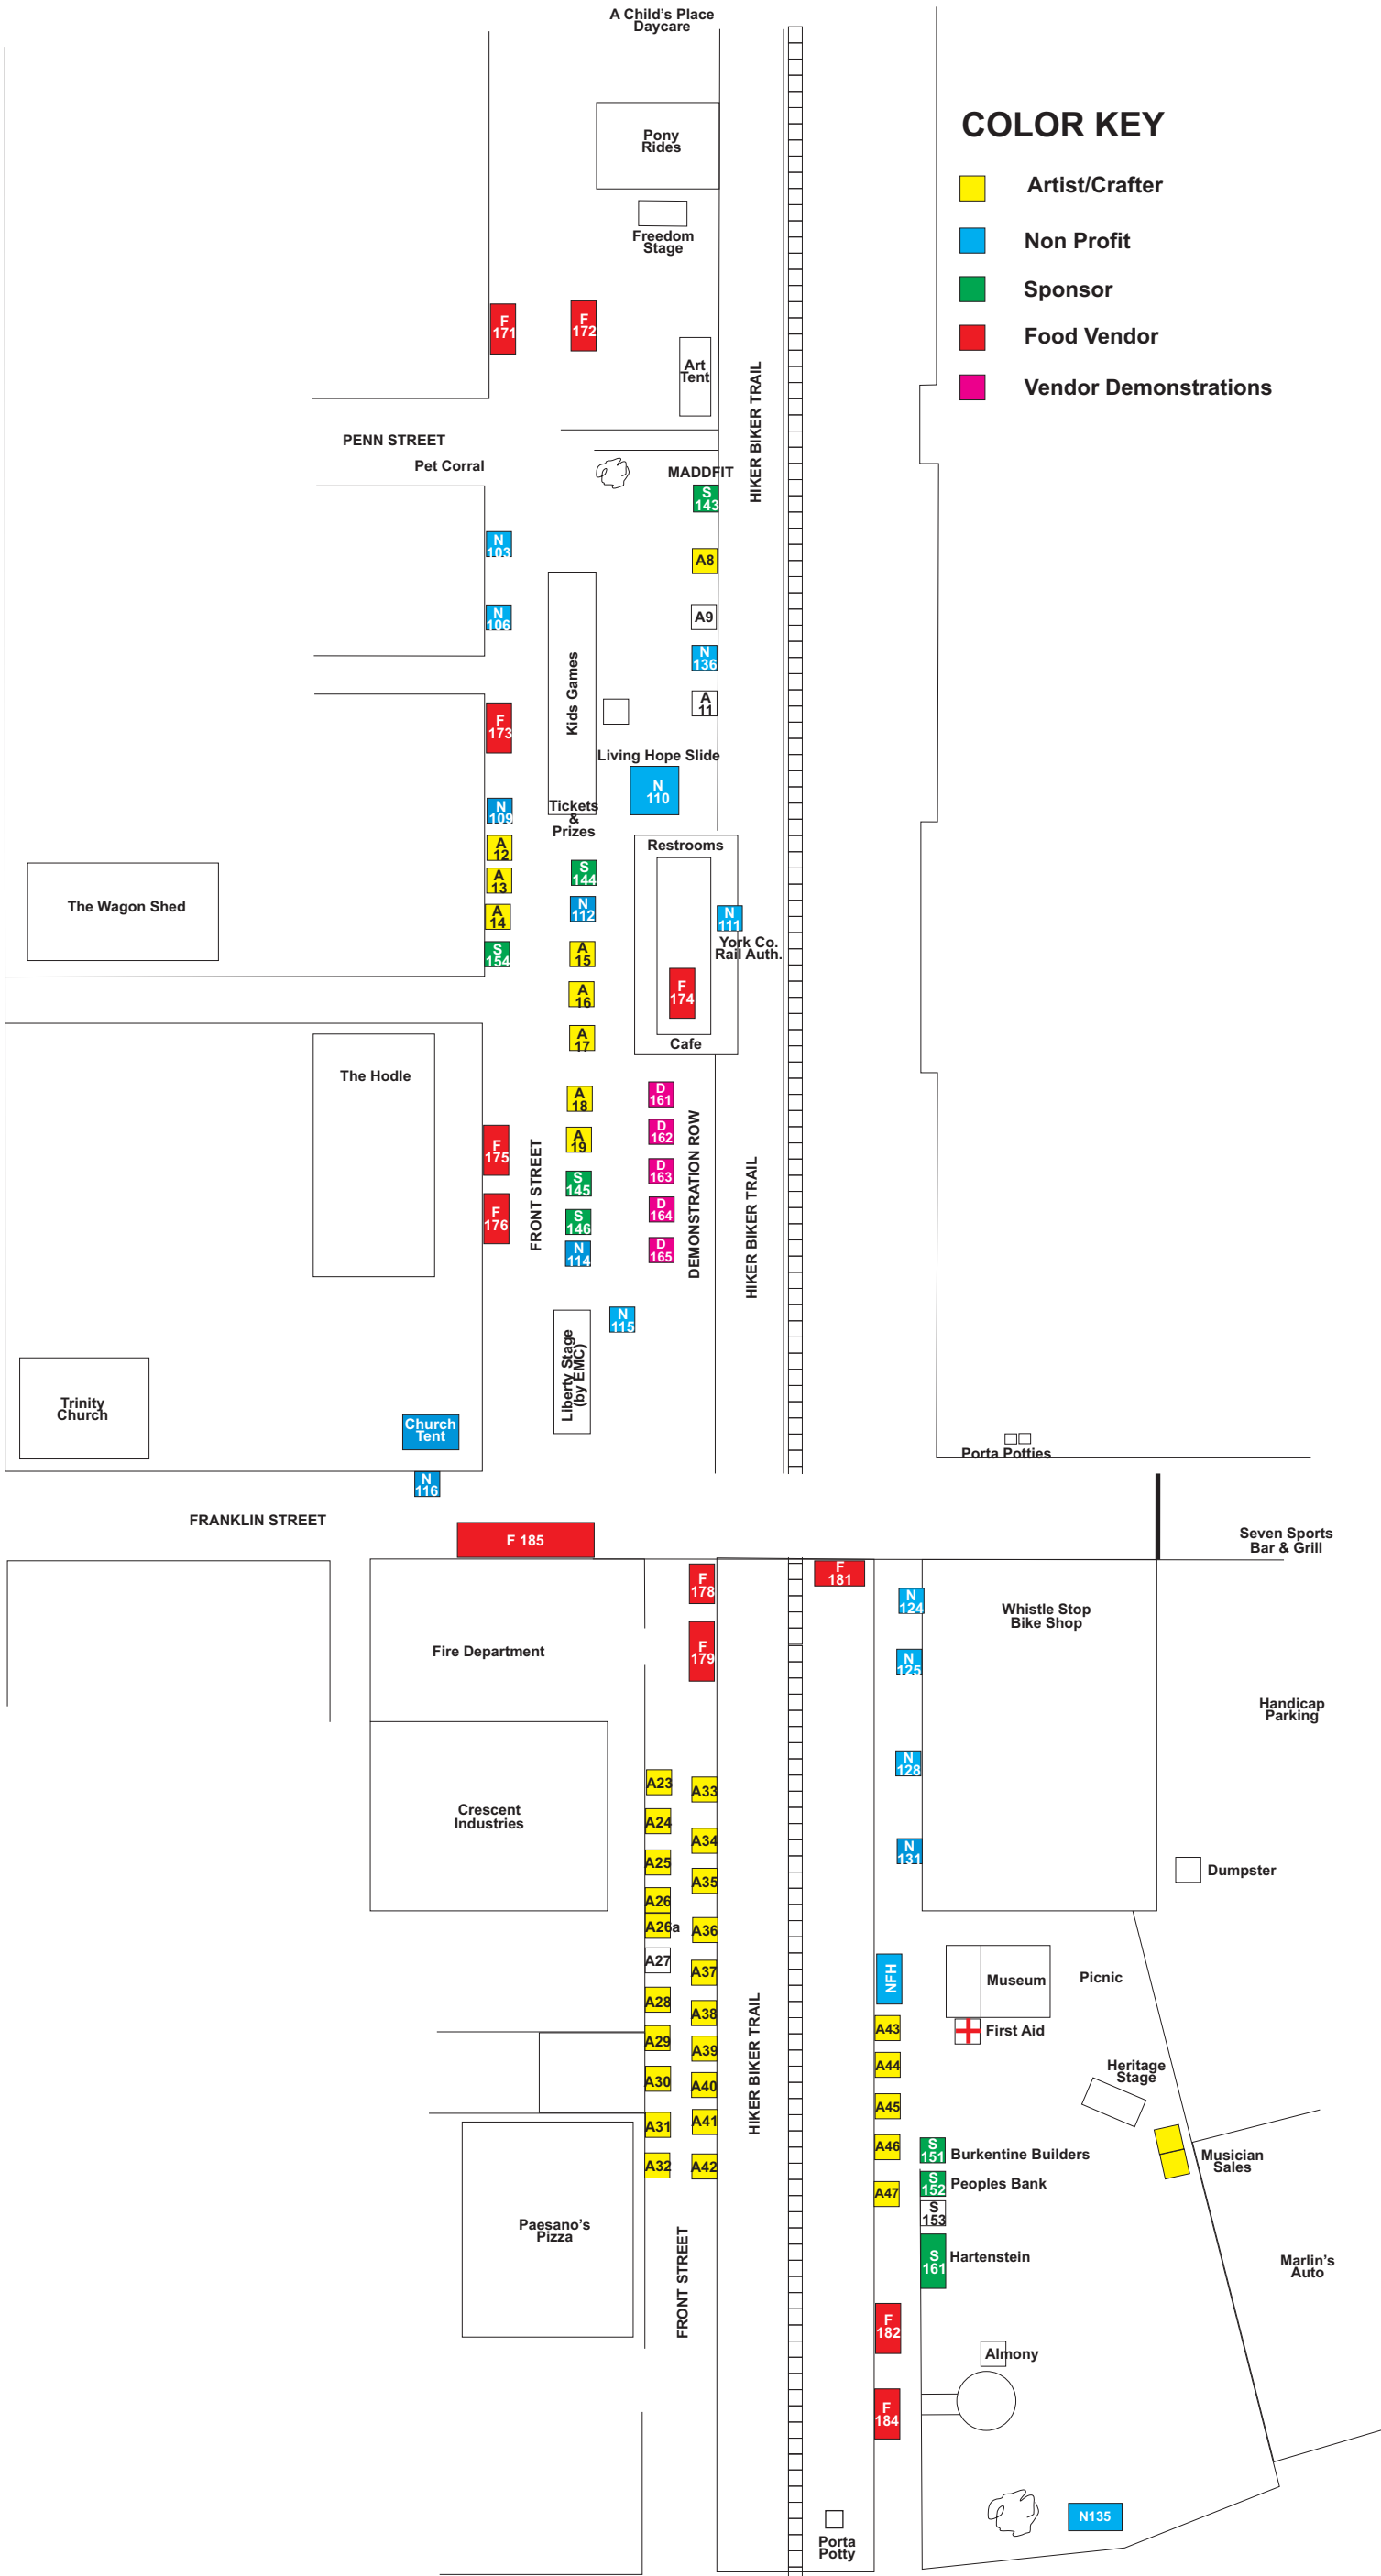 A Child's Place
Daycare
Pony
Rides
COLOR KEY
Artist/Crafter
Non Profit
Sponsor
Food Vendor
Vendor Demonstrations
Freedom
Stage
F
171
F
172
Art
Tent
HIKER BIKER TRAIL
PENN STREET
Pet Corral
MADDFIT
S
143
N
103
A8
N
106
A9
N
136
Kids Games
A
11
F
173
Living Hope Slide
N
110
N
109
Tickets
&
Prizes
A
12
Restrooms
A
13
S
144
The Wagon Shed
A
14
N
112
N
111
York Co.
Rail Auth.
S
154
A
15
A
16
F
174
A
17
Cafe
The Hodle
A
18
D
161
A
19
D
162
F
175
FRONT STREET
S
145
D
163
DEMONSTRATION ROW
HIKER BIKER TRAIL
F
176
S
146
D
164
N
114
D
165
N
115
Liberty Stage
(by EMC)
Trinity
Church
Church
Tent
Porta Potties
N
116
FRANKLIN STREET
F 185
Seven Sports
Bar & Grill
F
178
F
181
N
124
Whistle Stop
Bike Shop
Fire Department
F
179
N
125
Handicap
Parking
N
128
A23
A33
Crescent
Industries
A24
A34
N
131
A25
A35
Dumpster
A26
A26a
A36
A27
A37
NFH
Museum
Picnic
A28
A38
A43
First Aid
A29
A39
HIKER BIKER TRAIL
A44
Heritage
Stage
A30
A40
A45
A31
A41
A46
S
151
Burkentine Builders
Musician
Sales
A32
A42
A47
S
152
Peoples Bank
S
153
Paesano's
Pizza
FRONT STREET
S
161
Hartenstein
Marlin's
Auto
F
182
Almony
F
184
N135
Porta
Potty